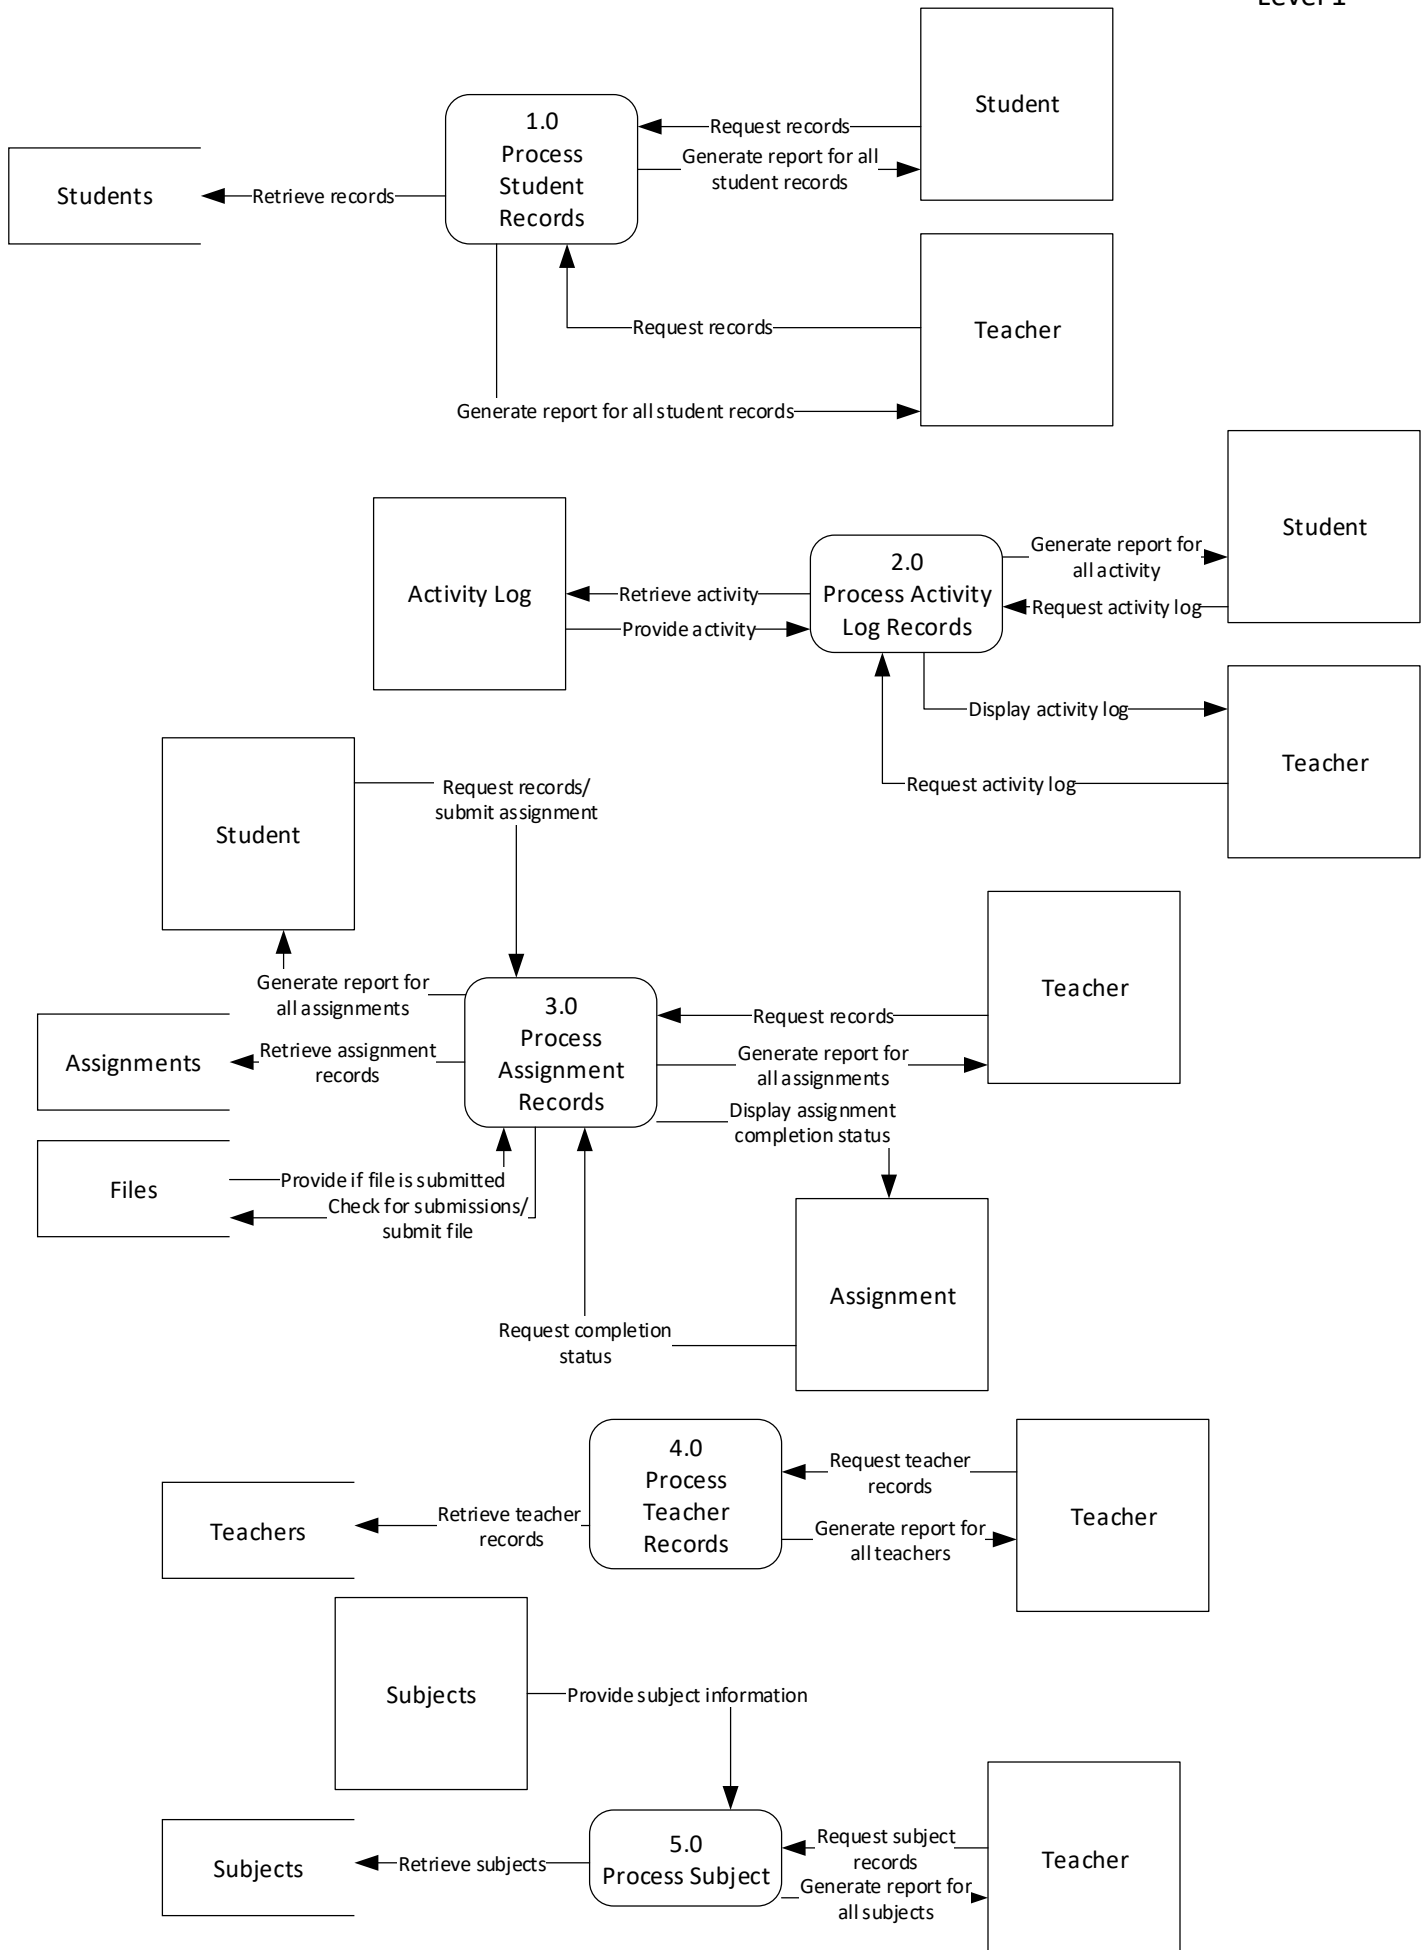 Level 1
Student
1.0
Process
Student
Records
Request records
Generate report for all
student records
Students
Retrieve records
Request records
Teacher
Generate report for all student records
Student
Activity Log
2.0
Process Activity
Log Records
Generate report for
all activity
Retrieve activity
Request activity log
Provide activity
Display activity log
Teacher
Request activity log
Student
Request records/
submit assignment
Teacher
Generate report for
all assignments
3.0
Process
Assignment
Records
Request records
Assignments
Retrieve assignment
records
Generate report for
all assignments
Display assignment
completion status
Files
Provide if file is submitted
Check for submissions/
submit file
Assignment
Request completion
status
4.0
Process
Teacher
Records
Request teacher
records
Teacher
Teachers
Retrieve teacher
records
Generate report for
all teachers
Subjects
Provide subject information
Subjects
Retrieve subjects
5.0
Process Subject
Request subject
records
Generate report for
all subjects
Teacher